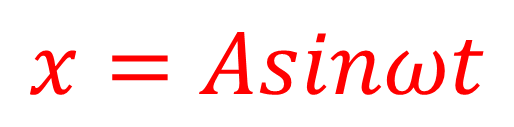 x = Asinωt